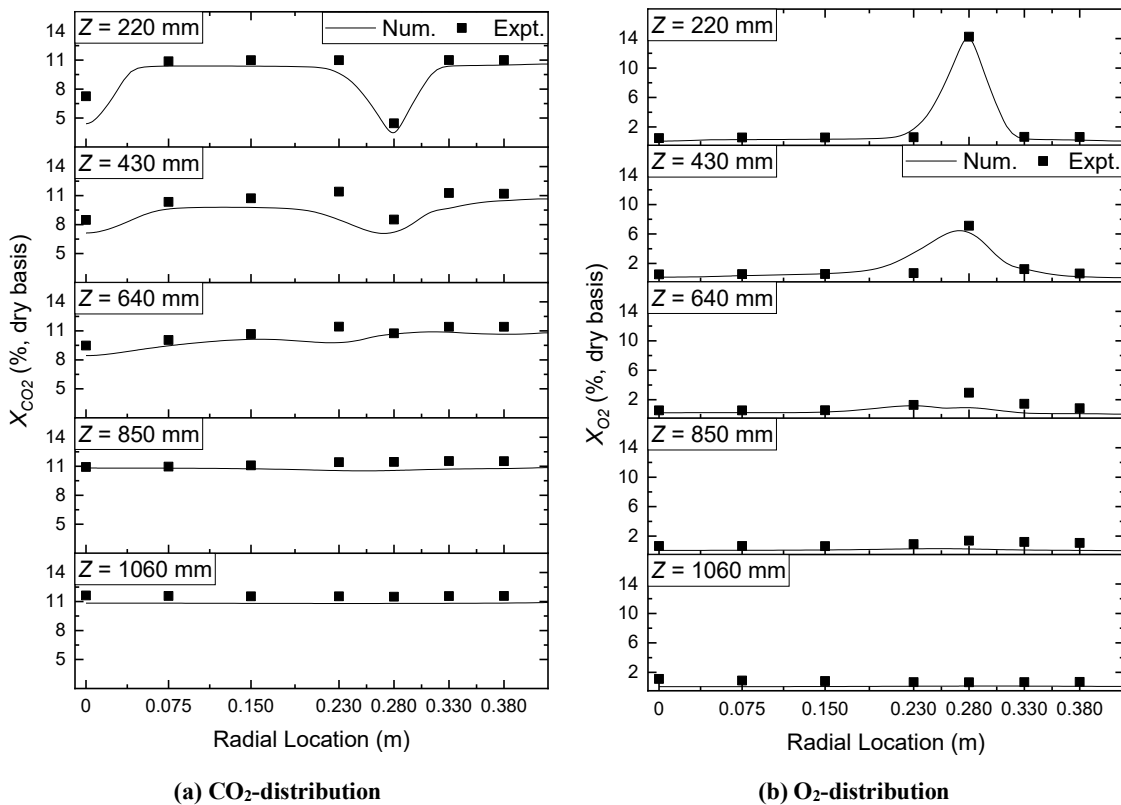 Z = 220 mm
Num. Expt.
14
11
8
5
Z = 430 mm
14
11
8
5
Z = 640 mm
14
11
8
5
Z = 850 mm
14
11
8
5
Z = 1060 mm
14
11
8
5
X_CO2 (%, dry basis)
0 0.075 0.150 0.230 0.280 0.330 0.380
Radial Location (m)
(a) CO₂-distribution
Z = 220 mm
14
10
6
2
Z = 430 mm
Num. Expt.
14
10
6
2
Z = 640 mm
14
10
6
2
Z = 850 mm
14
10
6
2
Z = 1060 mm
14
10
6
2
X_O2 (%, dry basis)
0 0.075 0.150 0.230 0.280 0.330 0.380
Radial Location (m)
(b) O₂-distribution